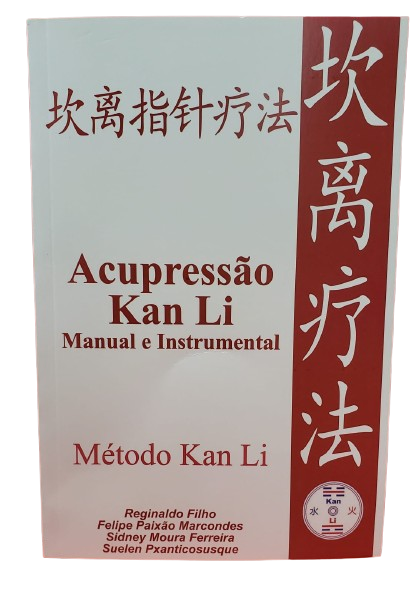 坎离指针疗法
Acupressão
Kan Li
Manual e Instrumental
Método Kan Li
Reginaldo Filho
Felipe Paixão Marcondes
Sidney Moura Ferreira
Suelen Pxanticosusque
坎离疗法
Kan
水 火
Li